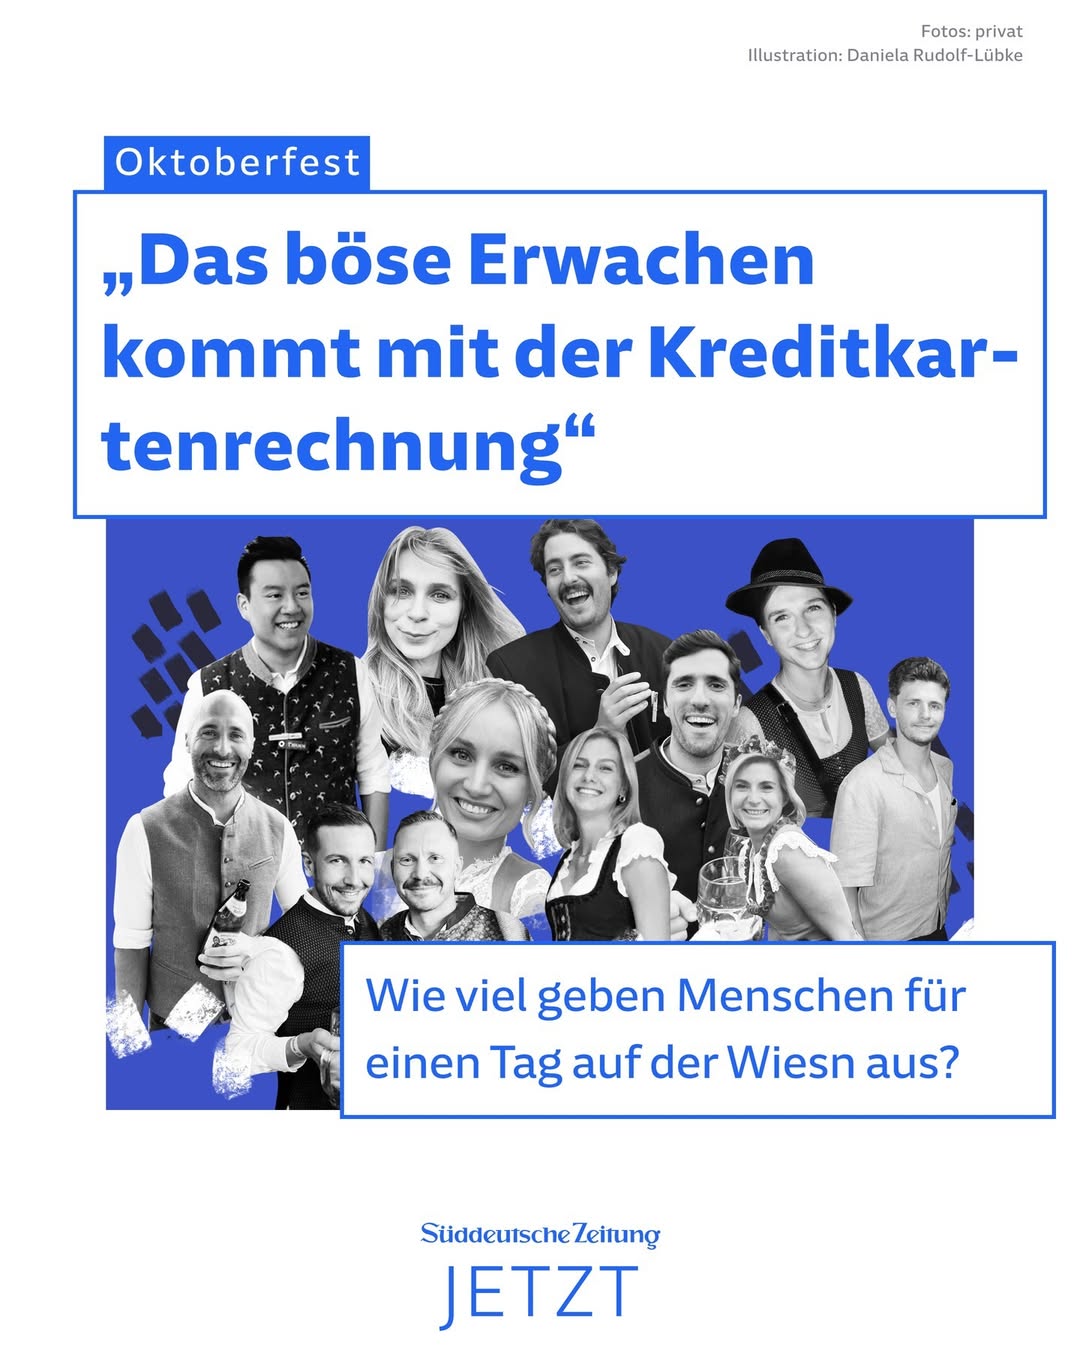 Fotos: privat
Illustration: Daniela Rudolf-Lübke
Oktoberfest
„Das böse Erwachen
kommt mit der Kreditkar-
tenrechnung“
Wie viel geben Menschen für
einen Tag auf der Wiesn aus?
Süddeutsche Zeitung
JETZT